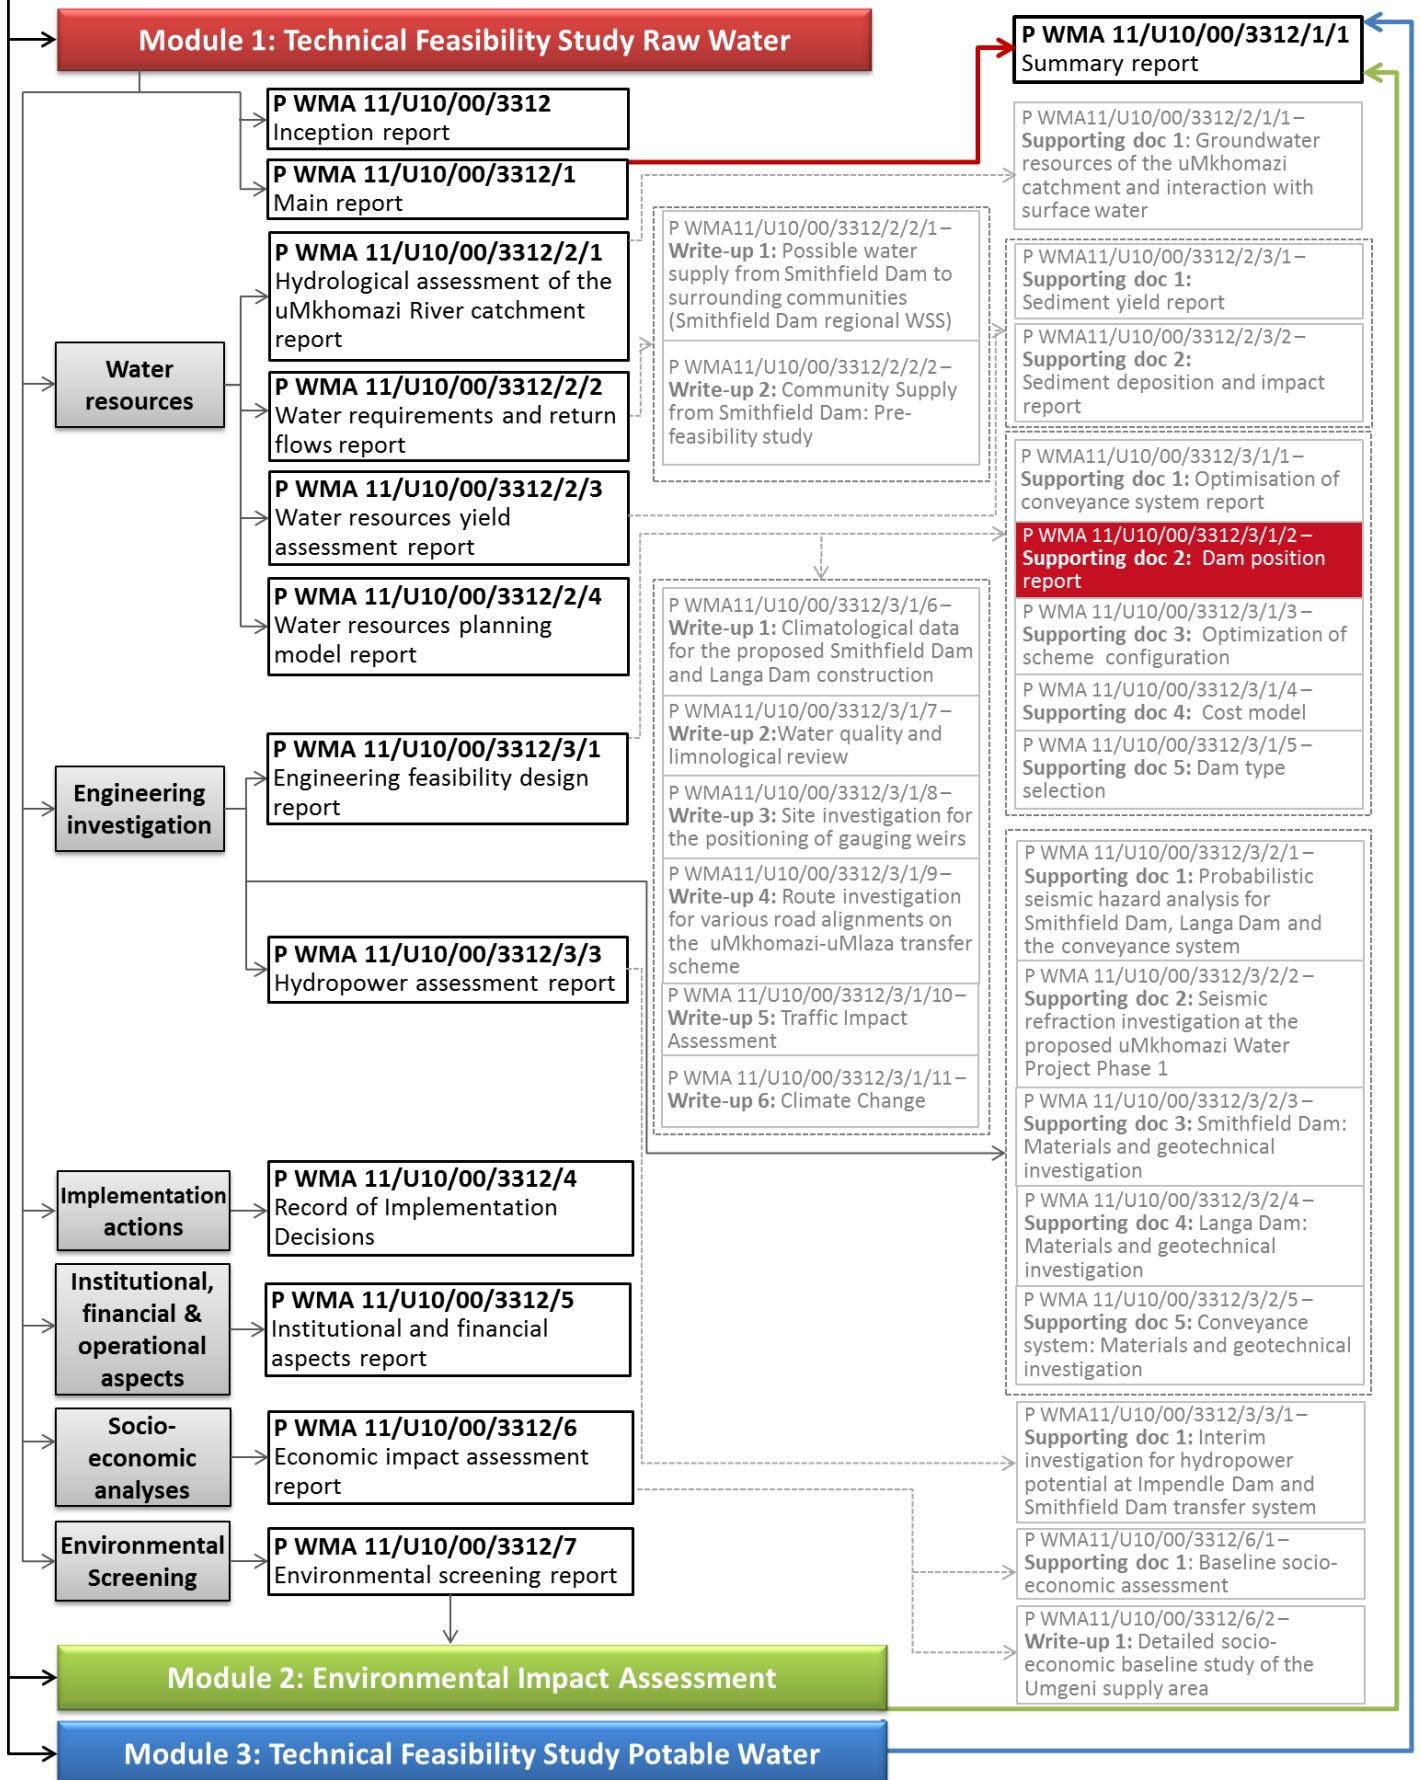 Module 1: Technical Feasibility Study Raw Water
P WMA 11/U10/00/3312/1/1
Summary report
P WMA 11/U10/00/3312
Inception report
P WMA 11/U10/00/3312/1
Main report
P WMA 11/U10/00/3312/2/1
Hydrological assessment of the
uMkhomazi River catchment
report
Water
resources
P WMA 11/U10/00/3312/2/2
Water requirements and return
flows report
P WMA 11/U10/00/3312/2/3
Water resources yield
assessment report
P WMA 11/U10/00/3312/2/4
Water resources planning
model report
Engineering
investigation
P WMA 11/U10/00/3312/3/1
Engineering feasibility design
report
P WMA 11/U10/00/3312/3/3
Hydropower assessment report
Implementation
actions
P WMA 11/U10/00/3312/4
Record of Implementation
Decisions
Institutional,
financial &
operational
aspects
P WMA 11/U10/00/3312/5
Institutional and financial
aspects report
Socio-
economic
analyses
P WMA 11/U10/00/3312/6
Economic impact assessment
report
Environmental
Screening
P WMA 11/U10/00/3312/7
Environmental screening report
P WMA11/U10/00/3312/2/2/1–
Write-up 1: Possible water
supply from Smithfield Dam to
surrounding communities
(Smithfield Dam regional WSS)
P WMA11/U10/00/3312/2/2/2–
Write-up 2: Community Supply
from Smithfield Dam: Pre-
feasibility study
P WMA11/U10/00/3312/3/1/6–
Write-up 1: Climatological data
for the proposed Smithfield Dam
and Langa Dam construction
P WMA11/U10/00/3312/3/1/7–
Write-up 2:Water quality and
limnological review
P WMA11/U10/00/3312/3/1/8–
Write-up 3: Site investigation for
the positioning of gauging weirs
P WMA11/U10/00/3312/3/1/9–
Write-up 4: Route investigation
for various road alignments on
the uMkhomazi-uMlaza transfer
scheme
P WMA 11/U10/00/3312/3/1/10–
Write-up 5: Traffic Impact
Assessment
P WMA 11/U10/00/3312/3/1/11–
Write-up 6: Climate Change
P WMA11/U10/00/3312/2/1/1–
Supporting doc 1: Groundwater
resources of the uMkhomazi
catchment and interaction with
surface water
P WMA11/U10/00/3312/2/3/1–
Supporting doc 1:
Sediment yield report
P WMA11/U10/00/3312/2/3/2–
Supporting doc 2:
Sediment deposition and impact
report
P WMA11/U10/00/3312/3/1/1–
Supporting doc 1: Optimisation of
conveyance system report
P WMA 11/U10/00/3312/3/1/2–
Supporting doc 2: Dam position
report
P WMA 11/U10/00/3312/3/1/3–
Supporting doc 3: Optimization of
scheme configuration
P WMA 11/U10/00/3312/3/1/4–
Supporting doc 4: Cost model
P WMA 11/U10/00/3312/3/1/5–
Supporting doc 5: Dam type
selection
P WMA 11/U10/00/3312/3/2/1–
Supporting doc 1: Probabilistic
seismic hazard analysis for
Smithfield Dam, Langa Dam and
the conveyance system
P WMA 11/U10/00/3312/3/2/2–
Supporting doc 2: Seismic
refraction investigation at the
proposed uMkhomazi Water
Project Phase 1
P WMA 11/U10/00/3312/3/2/3–
Supporting doc 3: Smithfield Dam:
Materials and geotechnical
investigation
P WMA 11/U10/00/3312/3/2/4–
Supporting doc 4: Langa Dam:
Materials and geotechnical
investigation
P WMA 11/U10/00/3312/3/2/5–
Supporting doc 5: Conveyance
system: Materials and geotechnical
investigation
P WMA11/U10/00/3312/3/3/1–
Supporting doc 1: Interim
investigation for hydropower
potential at Impendle Dam and
Smithfield Dam transfer system
P WMA11/U10/00/3312/6/1–
Supporting doc 1: Baseline socio-
economic assessment
P WMA11/U10/00/3312/6/2–
Write-up 1: Detailed socio-
economic baseline study of the
Umgeni supply area
Module 2: Environmental Impact Assessment
Module 3: Technical Feasibility Study Potable Water